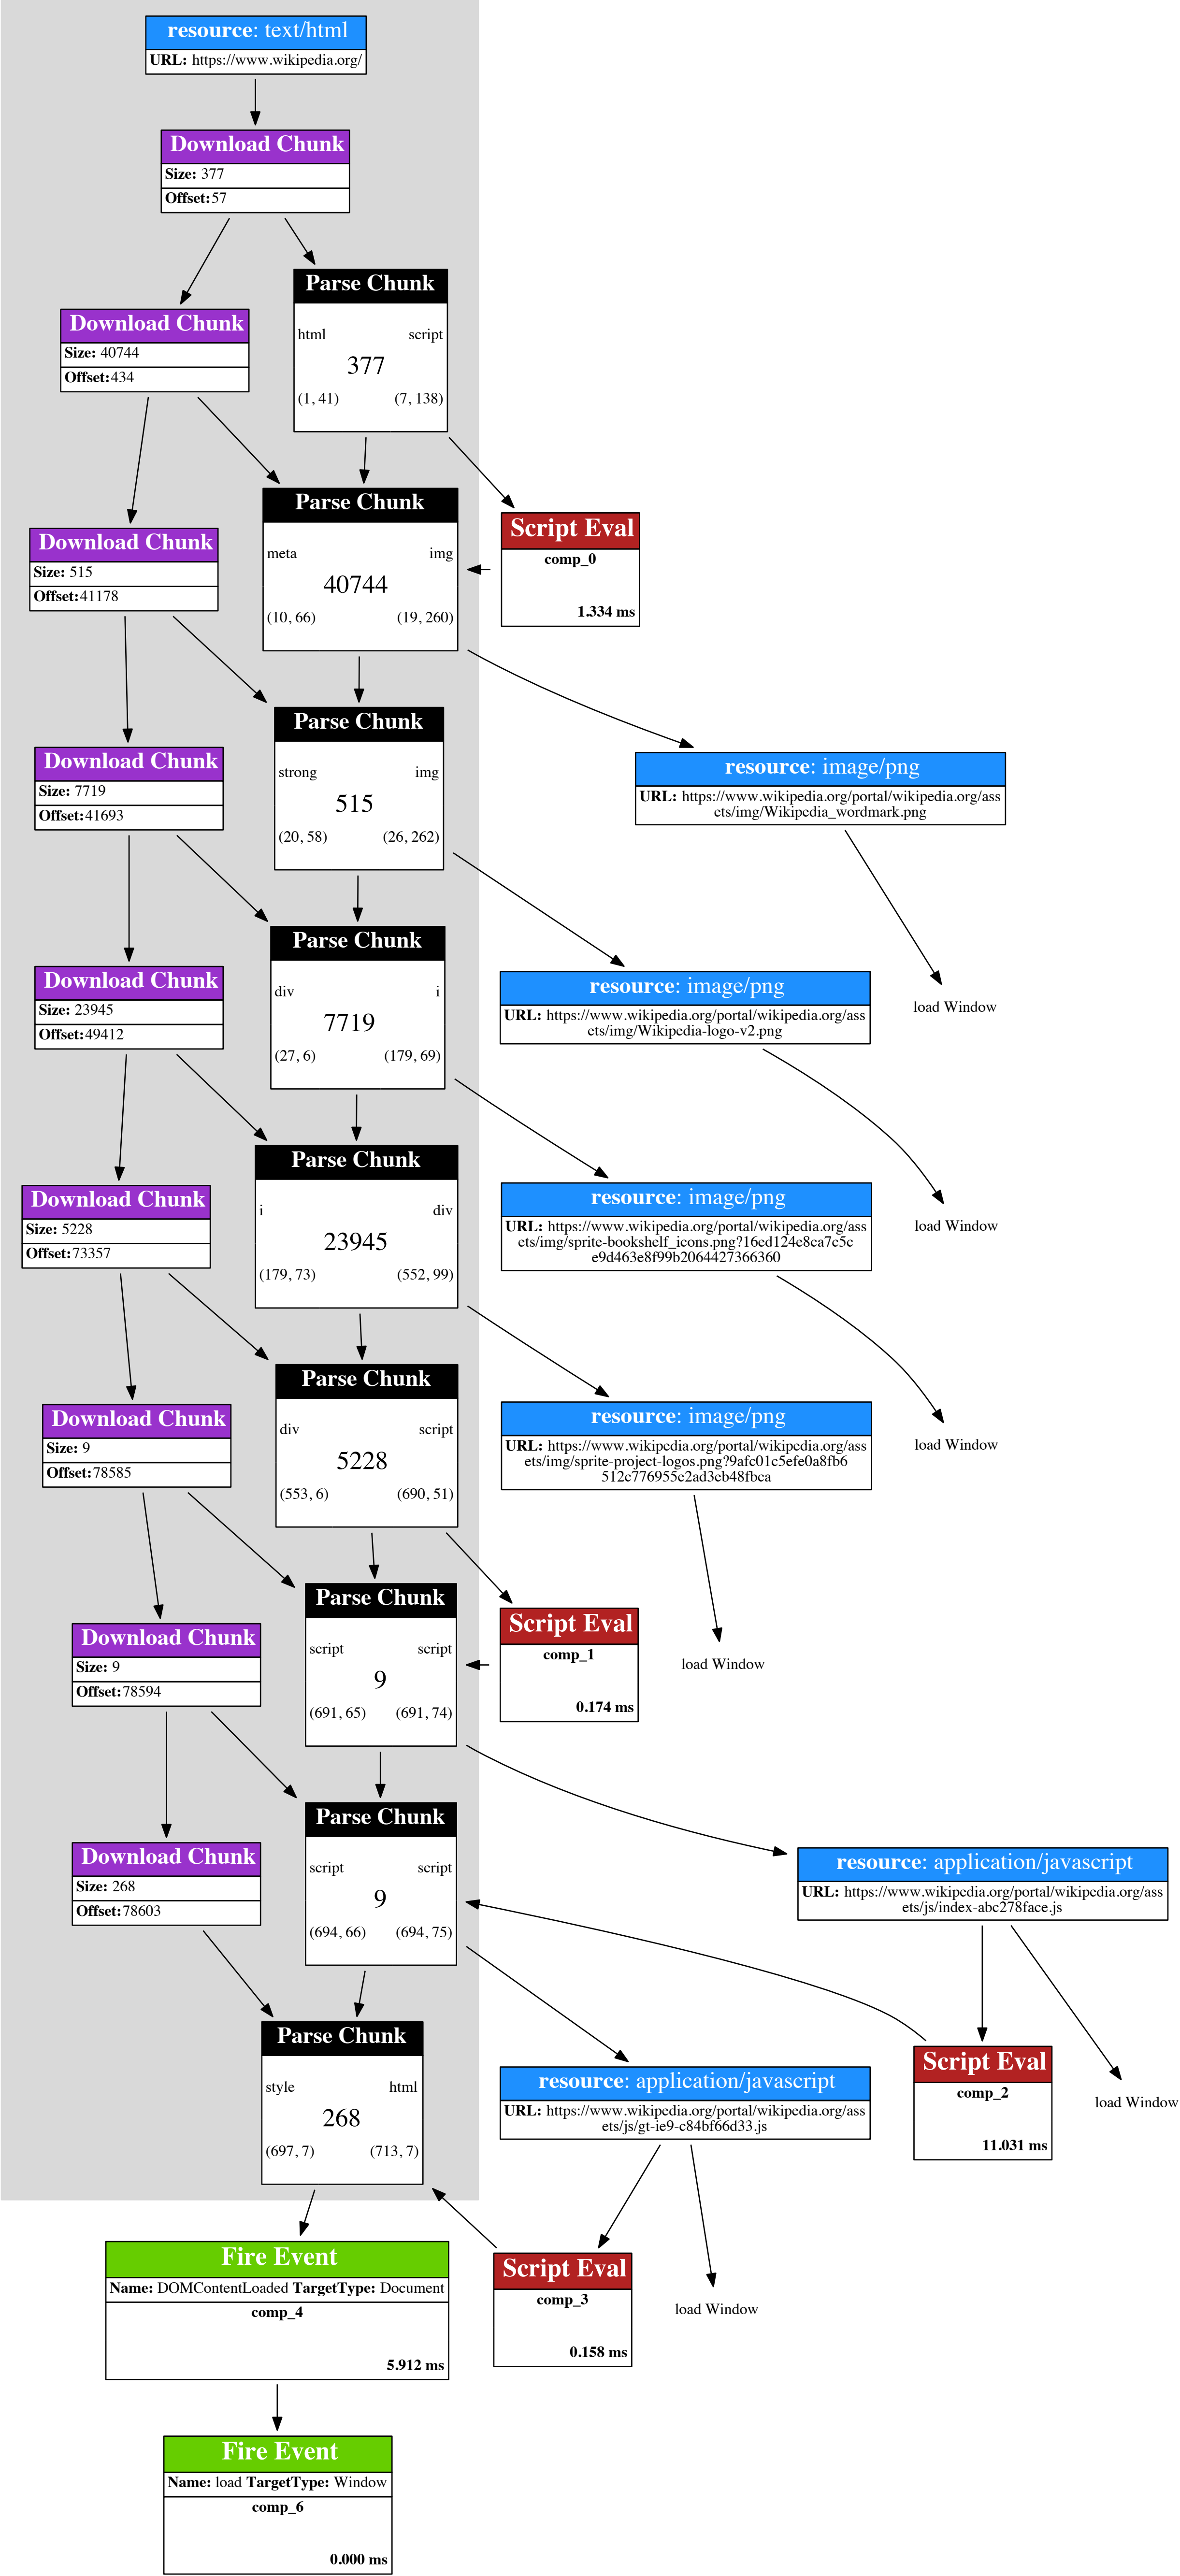 resource: text/html
URL: https://www.wikipedia.org/
Download Chunk
Size: 377
Offset:57
Parse Chunk
html script
377
(1, 41) (7, 138)
Download Chunk
Size: 40744
Offset:434
Parse Chunk
meta img
40744
(10, 66) (19, 260)
Script Eval
comp_0
1.334 ms
Download Chunk
Size: 515
Offset:41178
Parse Chunk
strong img
515
(20, 58) (26, 262)
Download Chunk
Size: 7719
Offset:41693
resource: image/png
URL: https://www.wikipedia.org/portal/wikipedia.org/ass
ets/img/Wikipedia_wordmark.png
load Window
Parse Chunk
div i
7719
(27, 6) (179, 69)
Download Chunk
Size: 23945
Offset:49412
resource: image/png
URL: https://www.wikipedia.org/portal/wikipedia.org/ass
ets/img/Wikipedia-logo-v2.png
load Window
Parse Chunk
i div
23945
(179, 73) (552, 99)
Download Chunk
Size: 5228
Offset:73357
resource: image/png
URL: https://www.wikipedia.org/portal/wikipedia.org/ass
ets/img/sprite-bookshelf_icons.png?16ed124e8ca7c5c
e9d463e8f99b2064427366360
load Window
Parse Chunk
div script
5228
(553, 6) (690, 51)
Download Chunk
Size: 9
Offset:78585
resource: image/png
URL: https://www.wikipedia.org/portal/wikipedia.org/ass
ets/img/sprite-project-logos.png?9afc01c5efe0a8fb6
512c776955e2ad3eb48fbca
load Window
Parse Chunk
script script
9
(691, 65) (691, 74)
Script Eval
comp_1
0.174 ms
Download Chunk
Size: 9
Offset:78594
Parse Chunk
script script
9
(694, 66) (694, 75)
Download Chunk
Size: 268
Offset:78603
resource: application/javascript
URL: https://www.wikipedia.org/portal/wikipedia.org/ass
ets/js/index-abc278face.js
Parse Chunk
style html
268
(697, 7) (713, 7)
resource: application/javascript
URL: https://www.wikipedia.org/portal/wikipedia.org/ass
ets/js/gt-ie9-c84bf66d33.js
Script Eval
comp_2
11.031 ms
load Window
Fire Event
Name: DOMContentLoaded TargetType: Document
comp_4
5.912 ms
Script Eval
comp_3
0.158 ms
load Window
Fire Event
Name: load TargetType: Window
comp_6
0.000 ms